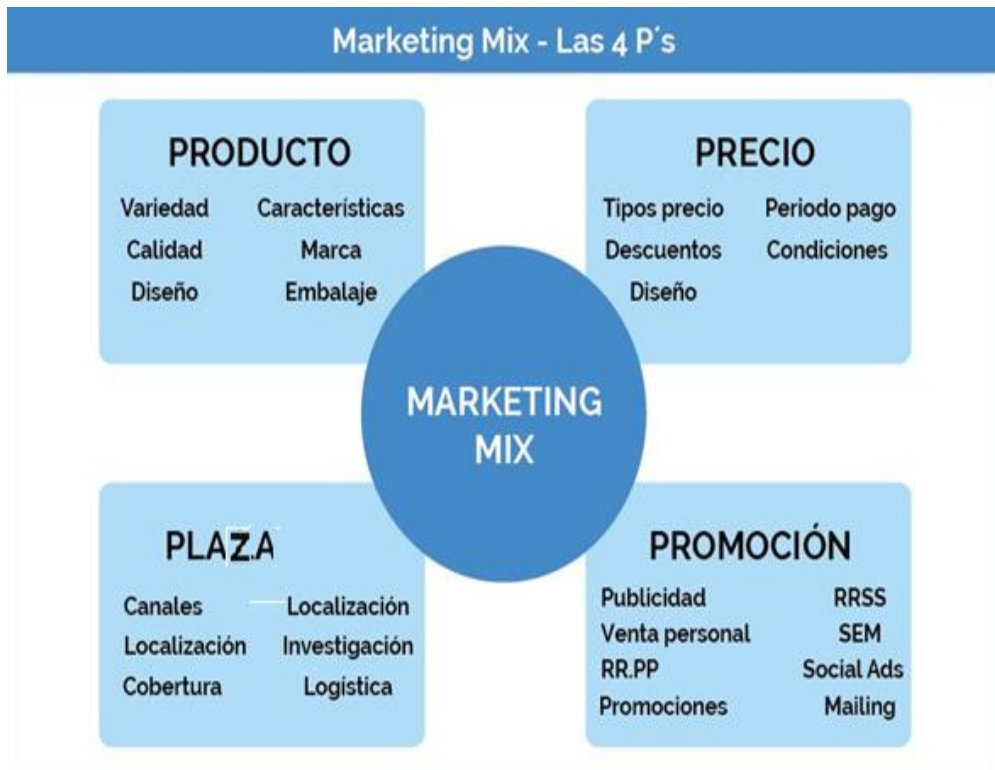 Marketing Mix - Las 4 P´s
PRODUCTO
Variedad Características
Calidad Marca
Diseño Embalaje
PRECIO
Tipos precio Periodo pago
Descuentos Condiciones
Diseño
MARKETING
MIX
PLAZA
Canales Localización
Localización Investigación
Cobertura Logística
PROMOCIÓN
Publicidad RRSS
Venta personal SEM
RR.PP Social Ads
Promociones Mailing